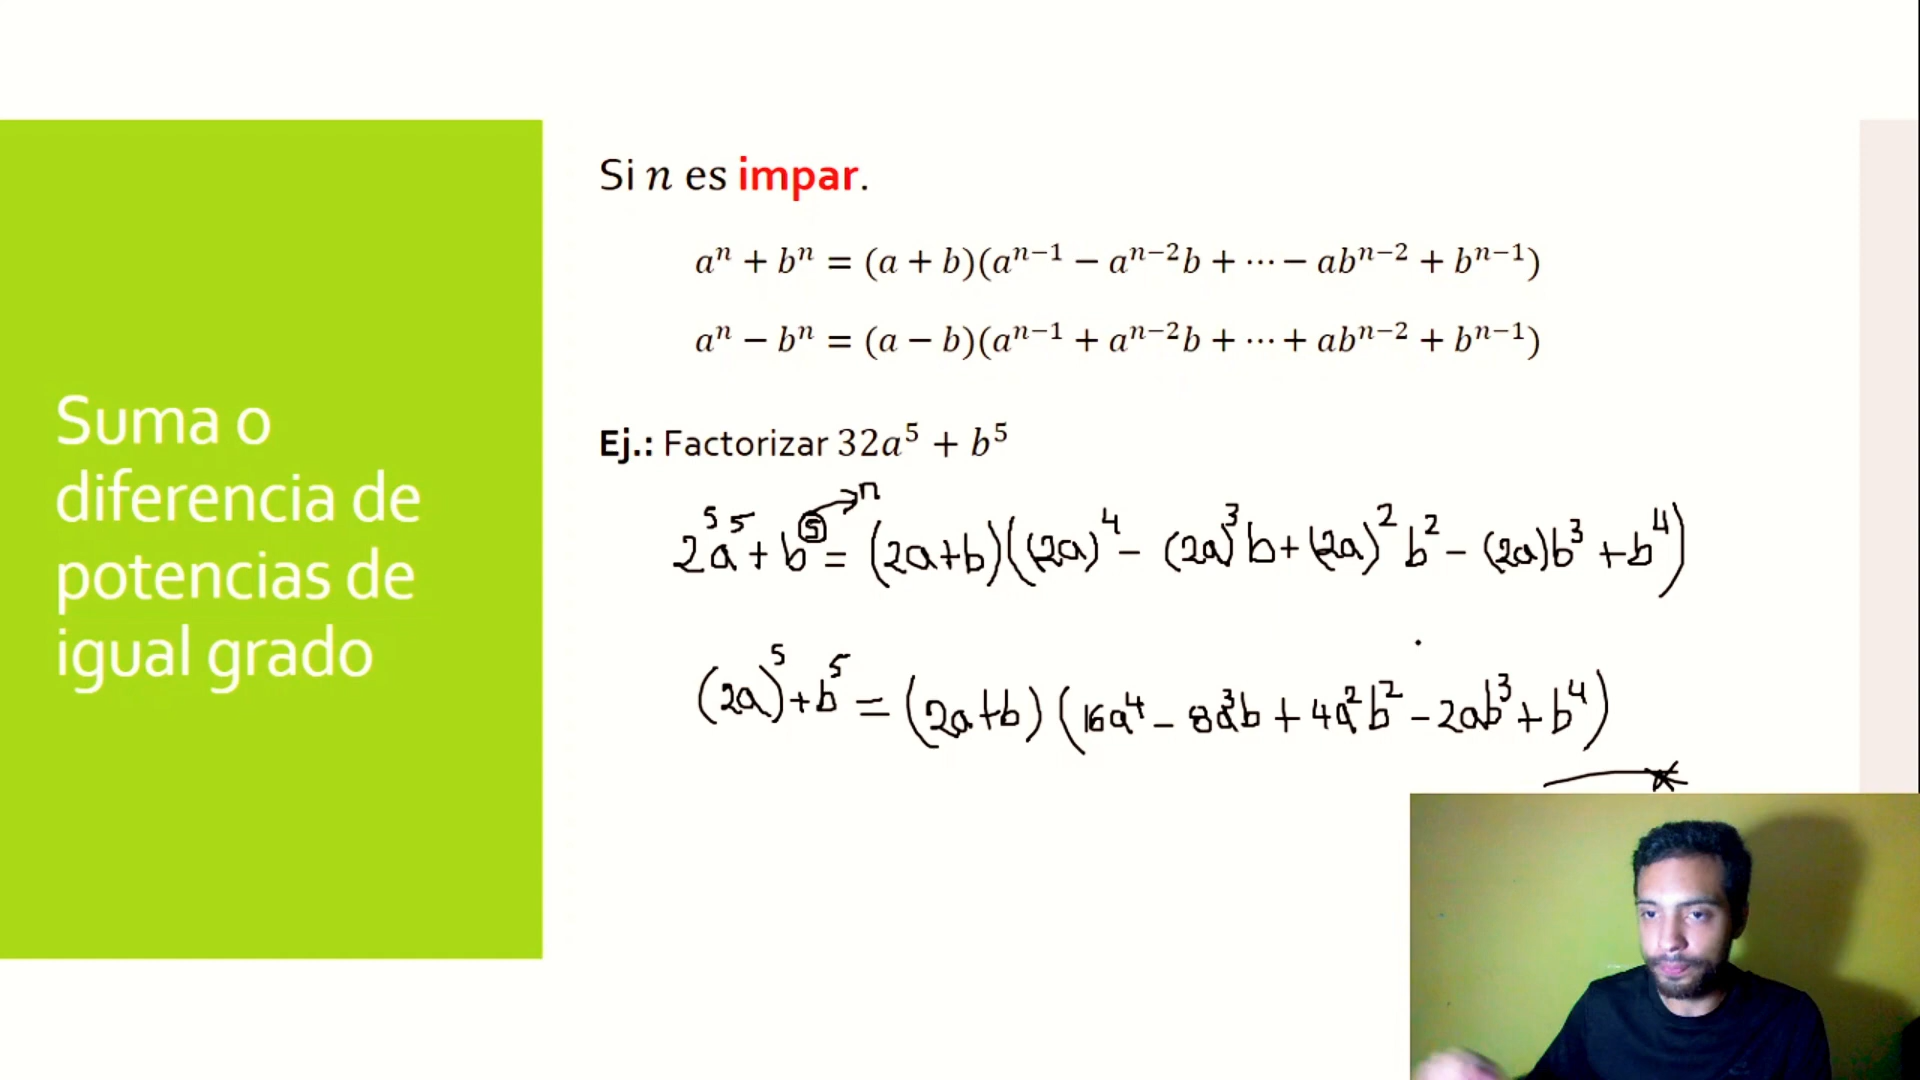 Suma o
diferencia de
potencias de
igual grado
Si n es impar.
aⁿ + bⁿ = (a + b)(aⁿ⁻¹ − aⁿ⁻²b + ⋯ − abⁿ⁻² + bⁿ⁻¹)
aⁿ − bⁿ = (a − b)(aⁿ⁻¹ + aⁿ⁻²b + ⋯ + abⁿ⁻² + bⁿ⁻¹)
Ej.: Factorizar 32a⁵ + b⁵
n
2⁵a⁵ + b⁵ = (2a+b)((2a)⁴ − (2a)³b + (2a)²b² − (2a)b³ + b⁴)
(2a)⁵ + b⁵ = (2a+b)(16a⁴ − 8a³b + 4a²b² − 2ab³ + b⁴)